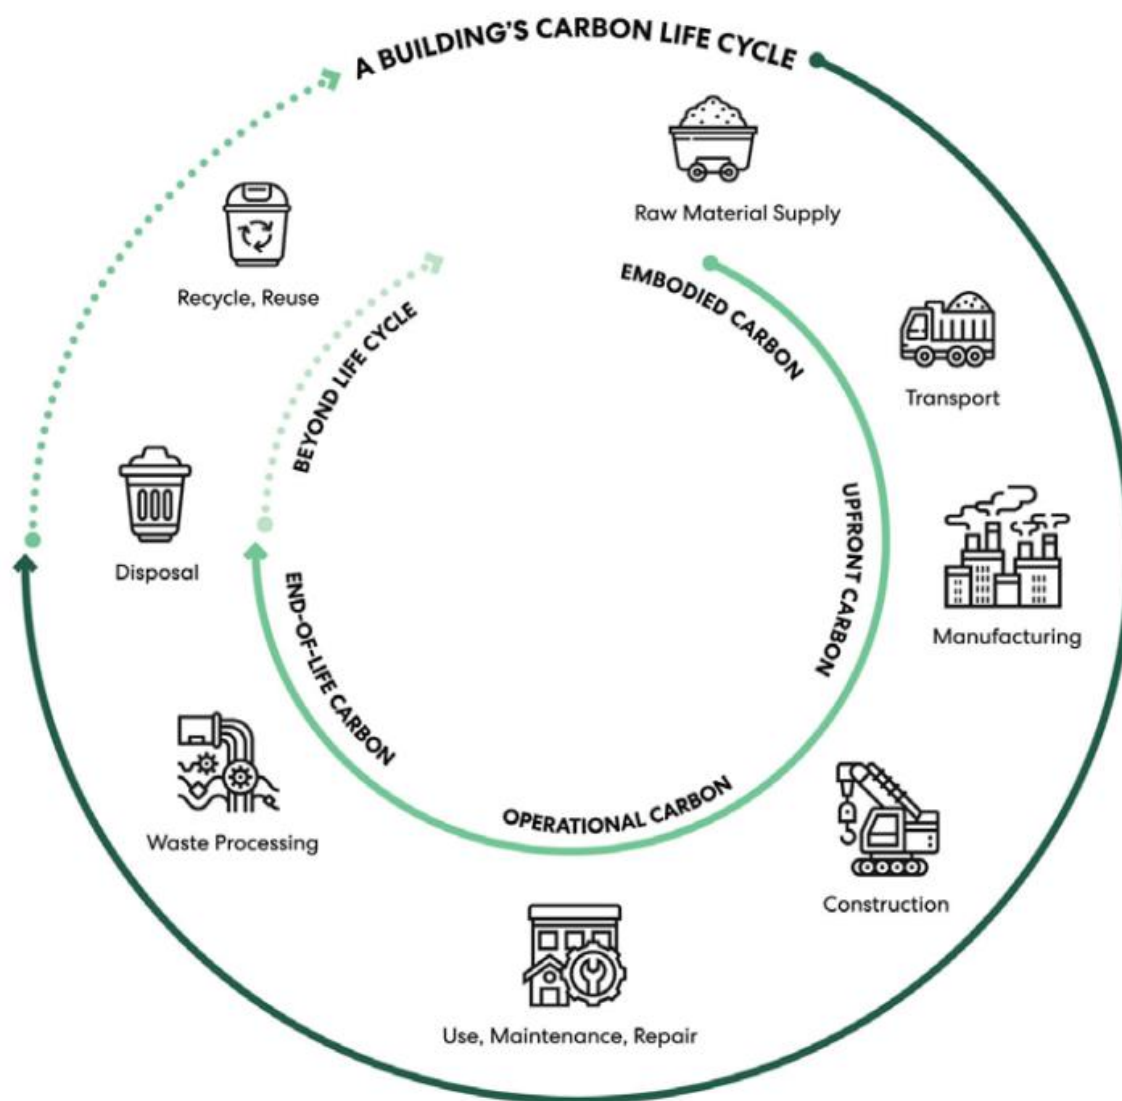 A BUILDING'S CARBON LIFE CYCLE
Raw Material Supply
Transport
Manufacturing
Construction
Use, Maintenance, Repair
Waste Processing
Disposal
Recycle, Reuse
EMBODIED CARBON
UPFRONT CARBON
OPERATIONAL CARBON
END-OF-LIFE CARBON
BEYOND LIFE CYCLE